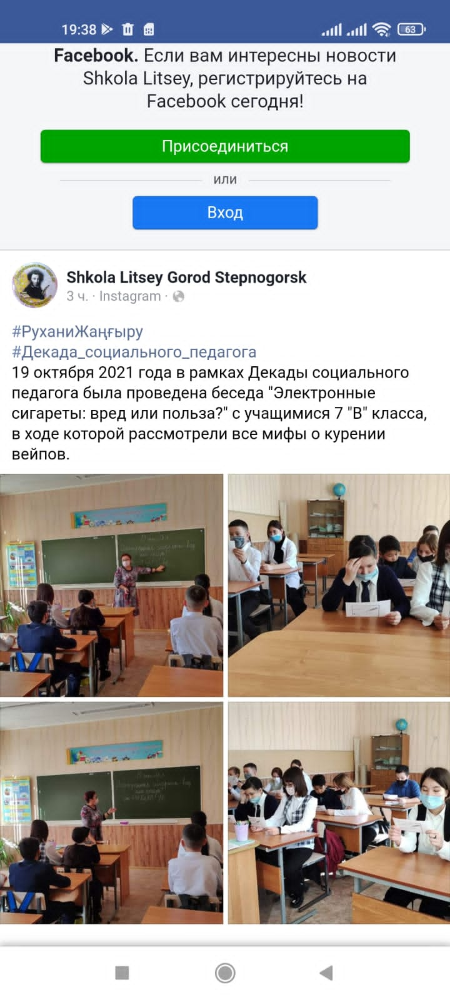 19:38
63
Facebook. Если вам интересны новости
Shkola Litsey, регистрируйтесь на
Facebook сегодня!
Присоединиться
или
Вход
Shkola Litsey Gorod Stepnogorsk
3 ч. · Instagram ·
#РуханиЖаңғыру
#Декада_социального_педагога
19 октября 2021 года в рамках Декады социального
педагога была проведена беседа "Электронные
сигареты: вред или польза?" с учащимися 7 "В" класса,
в ходе которой рассмотрели все мифы о курении
вейпов.